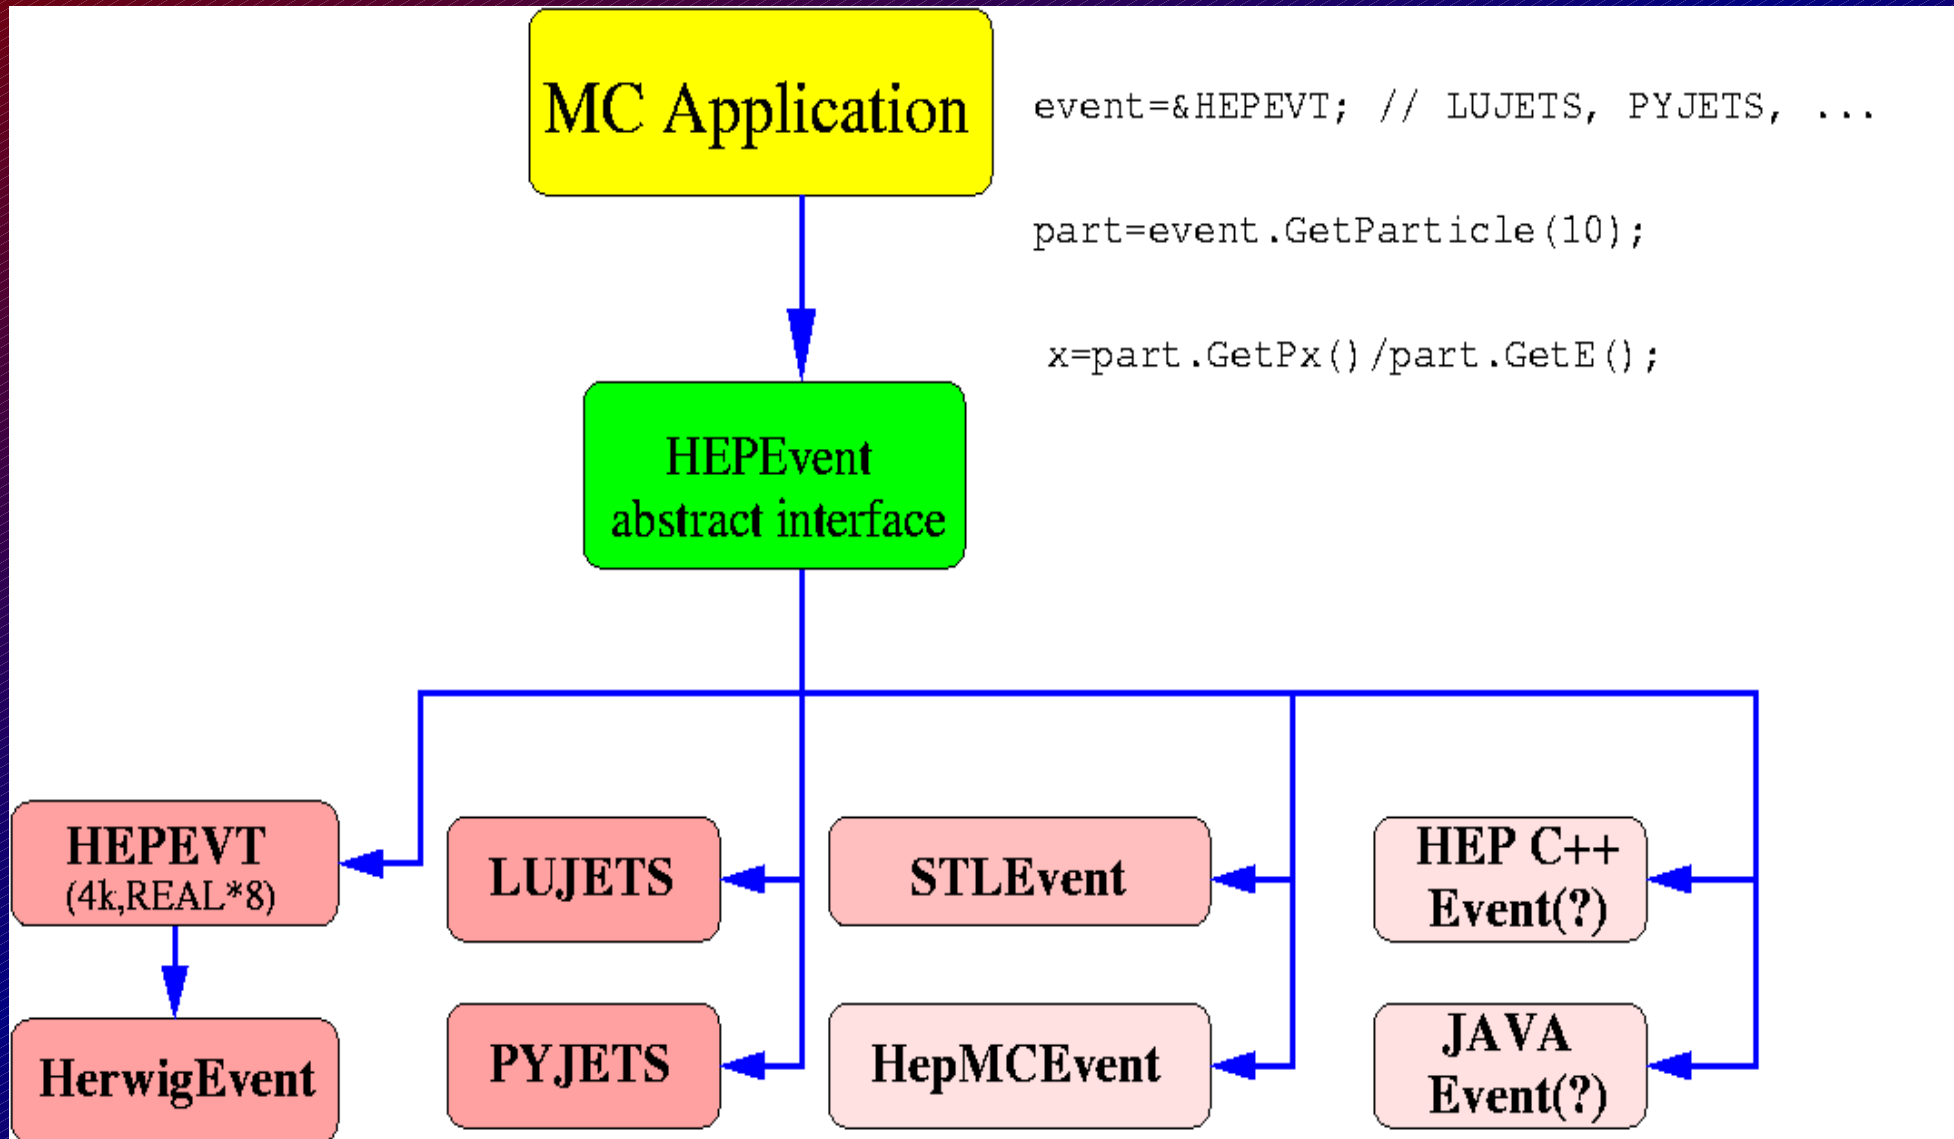 MC Application
event=&HEPEVT; // LUJETS, PYJETS, ...
part=event.GetParticle(10);
x=part.GetPx()/part.GetE();
HEPEvent
abstract interface
HEPEVT
(4k,REAL*8)
LUJETS
STLEvent
HEP C++
Event(?)
HerwigEvent
PYJETS
HepMCEvent
JAVA
Event(?)